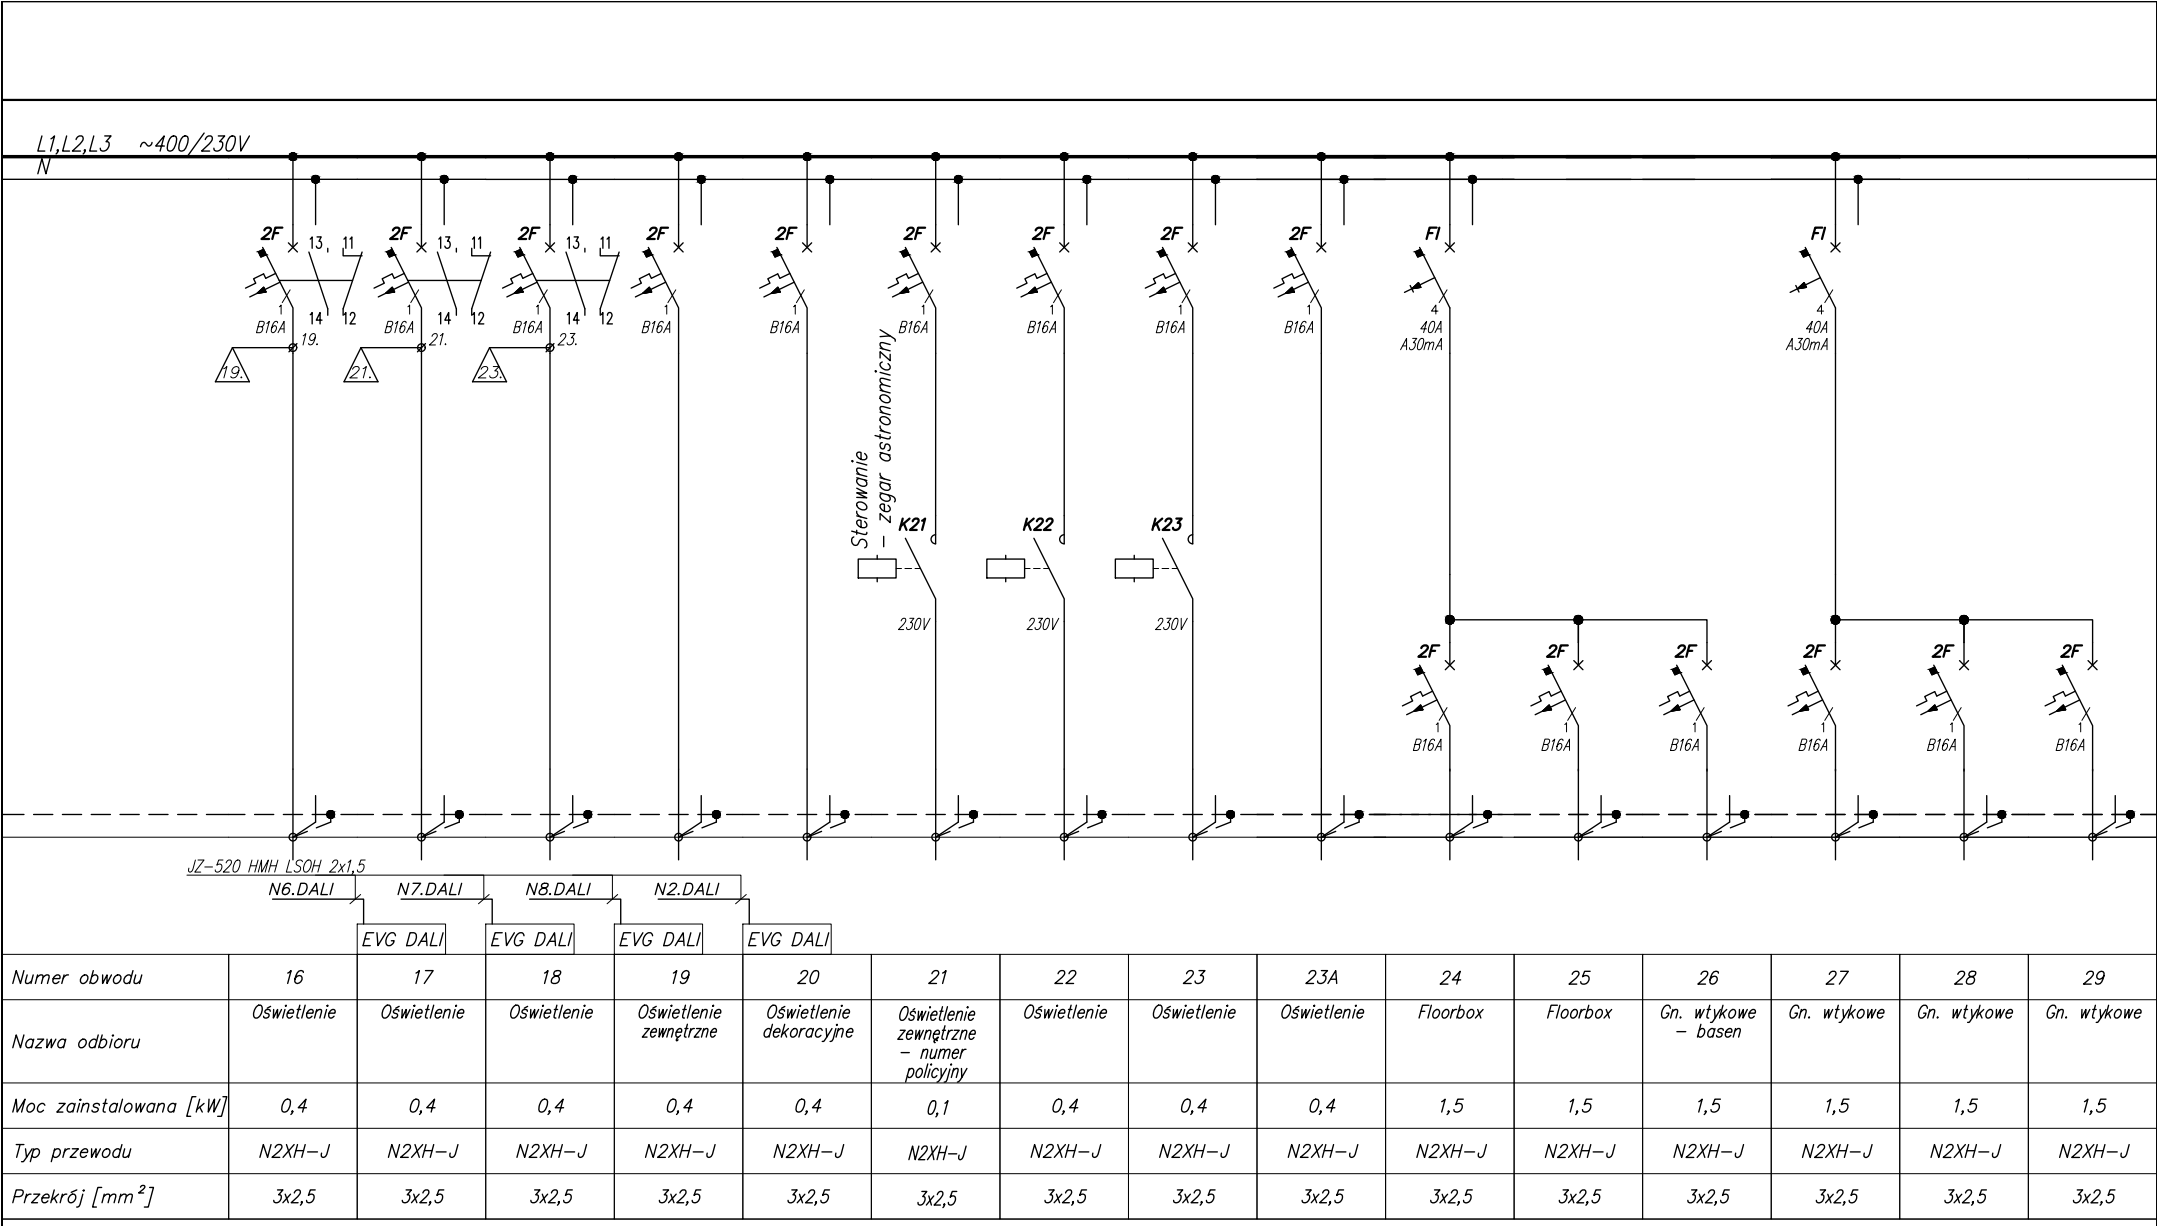 L1,L2,L3 ~400/230V
N
2F 13 11 2F 13 11 2F 13 11 2F 2F 2F 2F 2F 2F FI FI
1 14 12 1 14 12 1 14 12 1 1 1 1 1 1 4 4
B16A B16A B16A B16A B16A B16A B16A B16A B16A 40A 40A
19. 21. 23. A30mA A30mA
19. 21. 23.
Sterowanie
- zegar astronomiczny
K21 K22 K23
230V 230V 230V
2F 2F 2F 2F 2F 2F
1 1 1 1 1 1
B16A B16A B16A B16A B16A B16A
JZ-520 HMH LSOH 2x1,5
N6.DALI N7.DALI N8.DALI N2.DALI
EVG DALI EVG DALI EVG DALI EVG DALI
Numer obwodu 16 17 18 19 20 21 22 23 23A 24 25 26 27 28 29
Nazwa odbioru
Oświetlenie
Oświetlenie
Oświetlenie
Oświetlenie
zewnętrzne
Oświetlenie
dekoracyjne
Oświetlenie
zewnętrzne
- numer
policyjny
Oświetlenie
Oświetlenie
Oświetlenie
Floorbox
Floorbox
Gn. wtykowe
- basen
Gn. wtykowe
Gn. wtykowe
Gn. wtykowe
Moc zainstalowana [kW] 0,4 0,4 0,4 0,4 0,4 0,1 0,4 0,4 0,4 1,5 1,5 1,5 1,5 1,5 1,5
Typ przewodu N2XH-J N2XH-J N2XH-J N2XH-J N2XH-J N2XH-J N2XH-J N2XH-J N2XH-J N2XH-J N2XH-J N2XH-J N2XH-J N2XH-J N2XH-J
Przekrój [mm²] 3x2,5 3x2,5 3x2,5 3x2,5 3x2,5 3x2,5 3x2,5 3x2,5 3x2,5 3x2,5 3x2,5 3x2,5 3x2,5 3x2,5 3x2,5